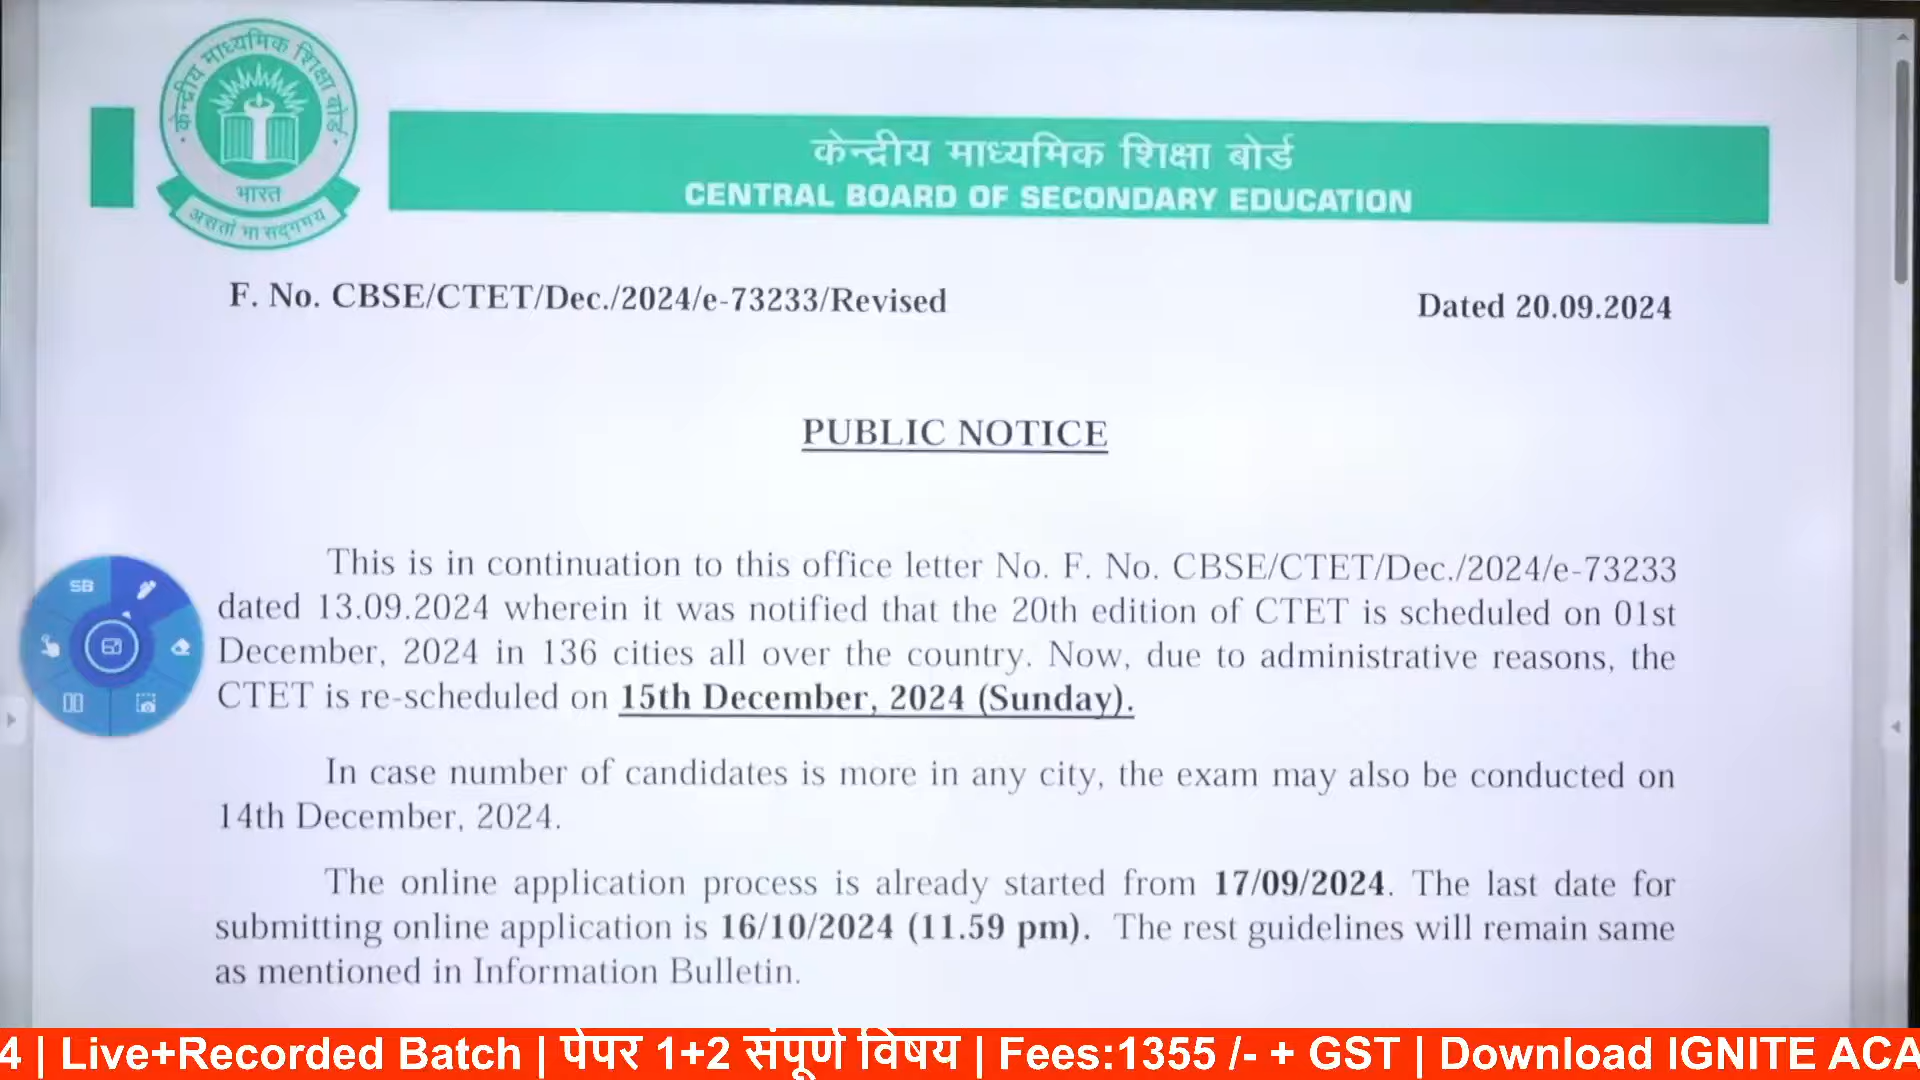 केन्द्रीय माध्यमिक शिक्षा बोर्ड
भारत
असतो मा सद्गमय
केन्द्रीय माध्यमिक शिक्षा बोर्ड
CENTRAL BOARD OF SECONDARY EDUCATION
F. No. CBSE/CTET/Dec./2024/e-73233/Revised
Dated 20.09.2024
PUBLIC NOTICE
This is in continuation to this office letter No. F. No. CBSE/CTET/Dec./2024/e-73233
dated 13.09.2024 wherein it was notified that the 20th edition of CTET is scheduled on 01st
December, 2024 in 136 cities all over the country. Now, due to administrative reasons, the
CTET is re-scheduled on 15th December, 2024 (Sunday).
In case number of candidates is more in any city, the exam may also be conducted on
14th December, 2024.
The online application process is already started from 17/09/2024. The last date for
submitting online application is 16/10/2024 (11.59 pm). The rest guidelines will remain same
as mentioned in Information Bulletin.
SB
4 | Live+Recorded Batch | पेपर 1+2 संपूर्ण विषय | Fees:1355 /- + GST | Download IGNITE ACA